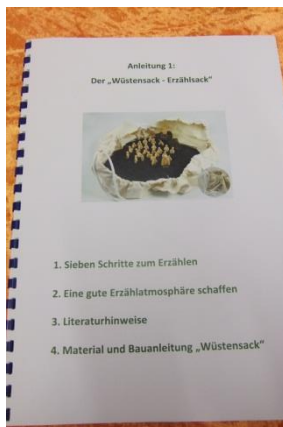 Anleitung 1:
Der „Wüstensack - Erzählsack“
1. Sieben Schritte zum Erzählen
2. Eine gute Erzählatmosphäre schaffen
3. Literaturhinweise
4. Material und Bauanleitung „Wüstensack“